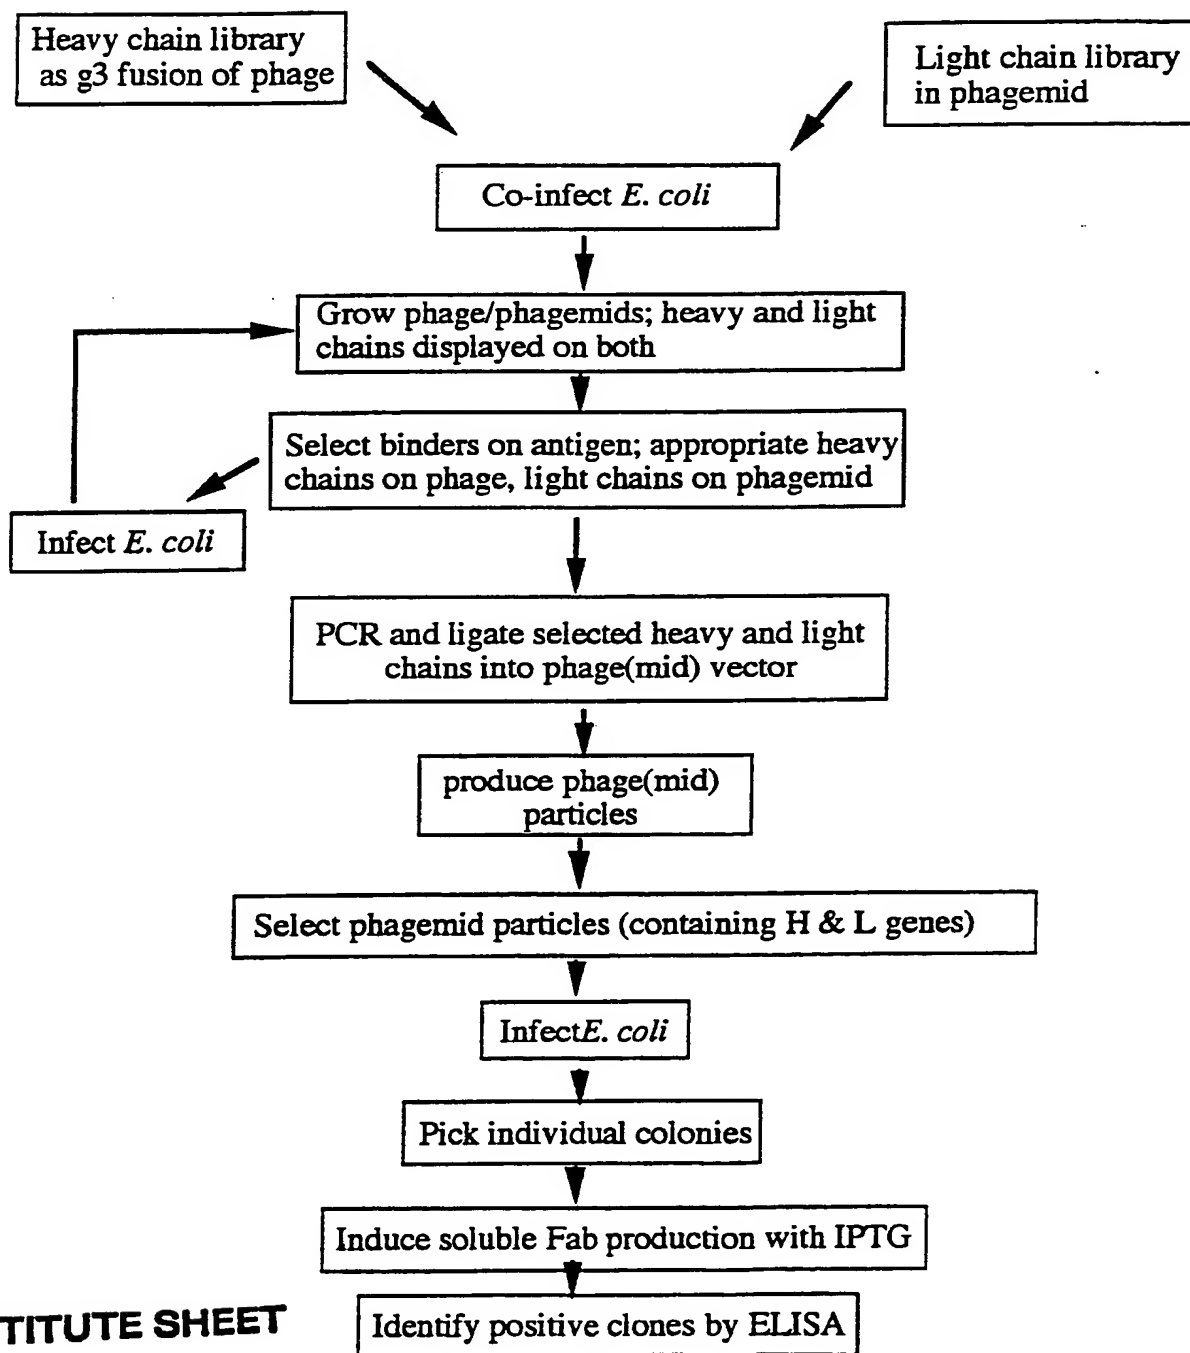 Heavy chain library
as g3 fusion of phage
Light chain library
in phagemid
Co-infect E. coli
Grow phage/phagemids; heavy and light
chains displayed on both
Select binders on antigen; appropriate heavy
chains on phage, light chains on phagemid
Infect E. coli
PCR and ligate selected heavy and light
chains into phage(mid) vector
produce phage(mid)
particles
Select phagemid particles (containing H & L genes)
InfectE. coli
Pick individual colonies
Induce soluble Fab production with IPTG
Identify positive clones by ELISA
TITUTE SHEET